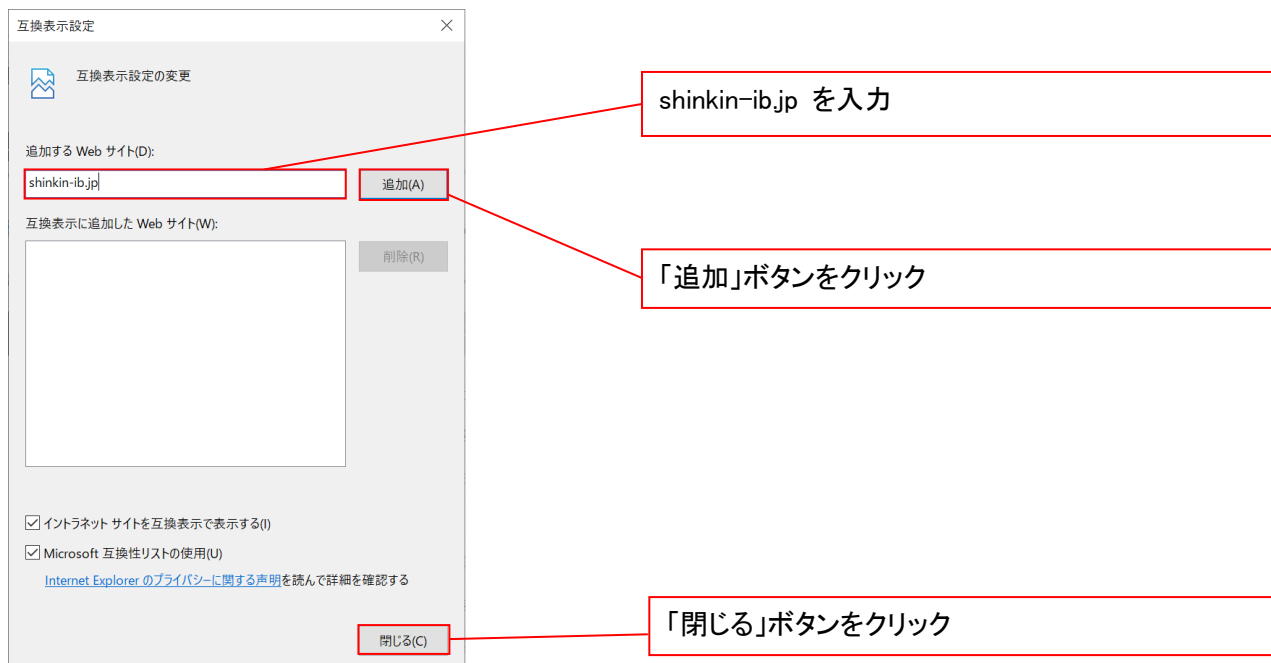 互換表示設定
互換表示設定の変更
shinkin-ib.jp を入力
追加する Web サイト(D):
shinkin-ib.jp
追加(A)
互換表示に追加した Web サイト(W):
削除(R)
「追加」ボタンをクリック
イントラネット サイトを互換表示で表示する(I)
Microsoft 互換性リストの使用(U)
Internet Explorer のプライバシーに関する声明を読んで詳細を確認する
「閉じる」ボタンをクリック
閉じる(C)